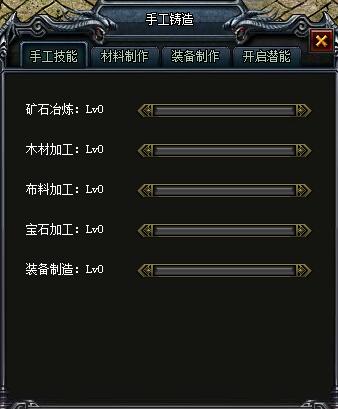 手工铸造
手工技能 材料制作 装备制作 开启潜能
矿石冶炼：Lv0
木材加工：Lv0
布料加工：Lv0
宝石加工：Lv0
装备制造：Lv0